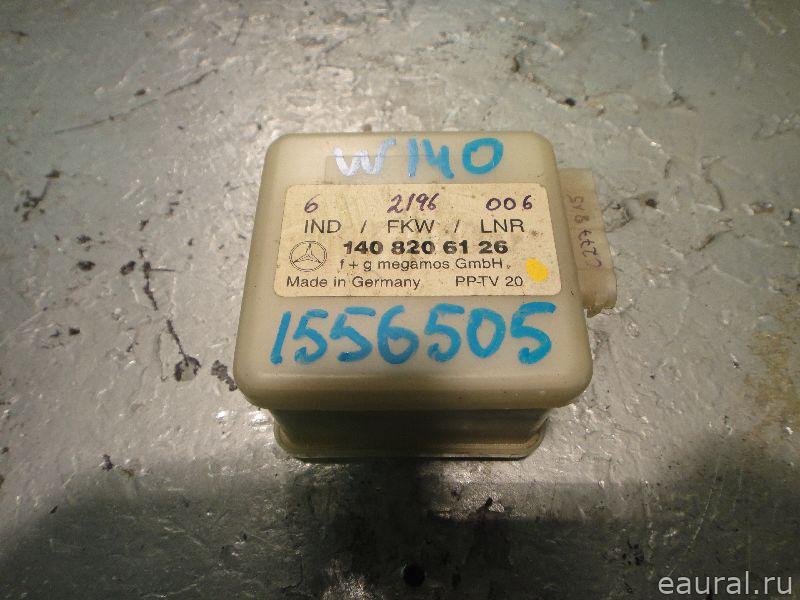 W140
6 2196 006
IND / FKW / LNR
140 820 61 26
f + g megamos GmbH
Made in Germany PP-TV 20
1556505
eaural.ru